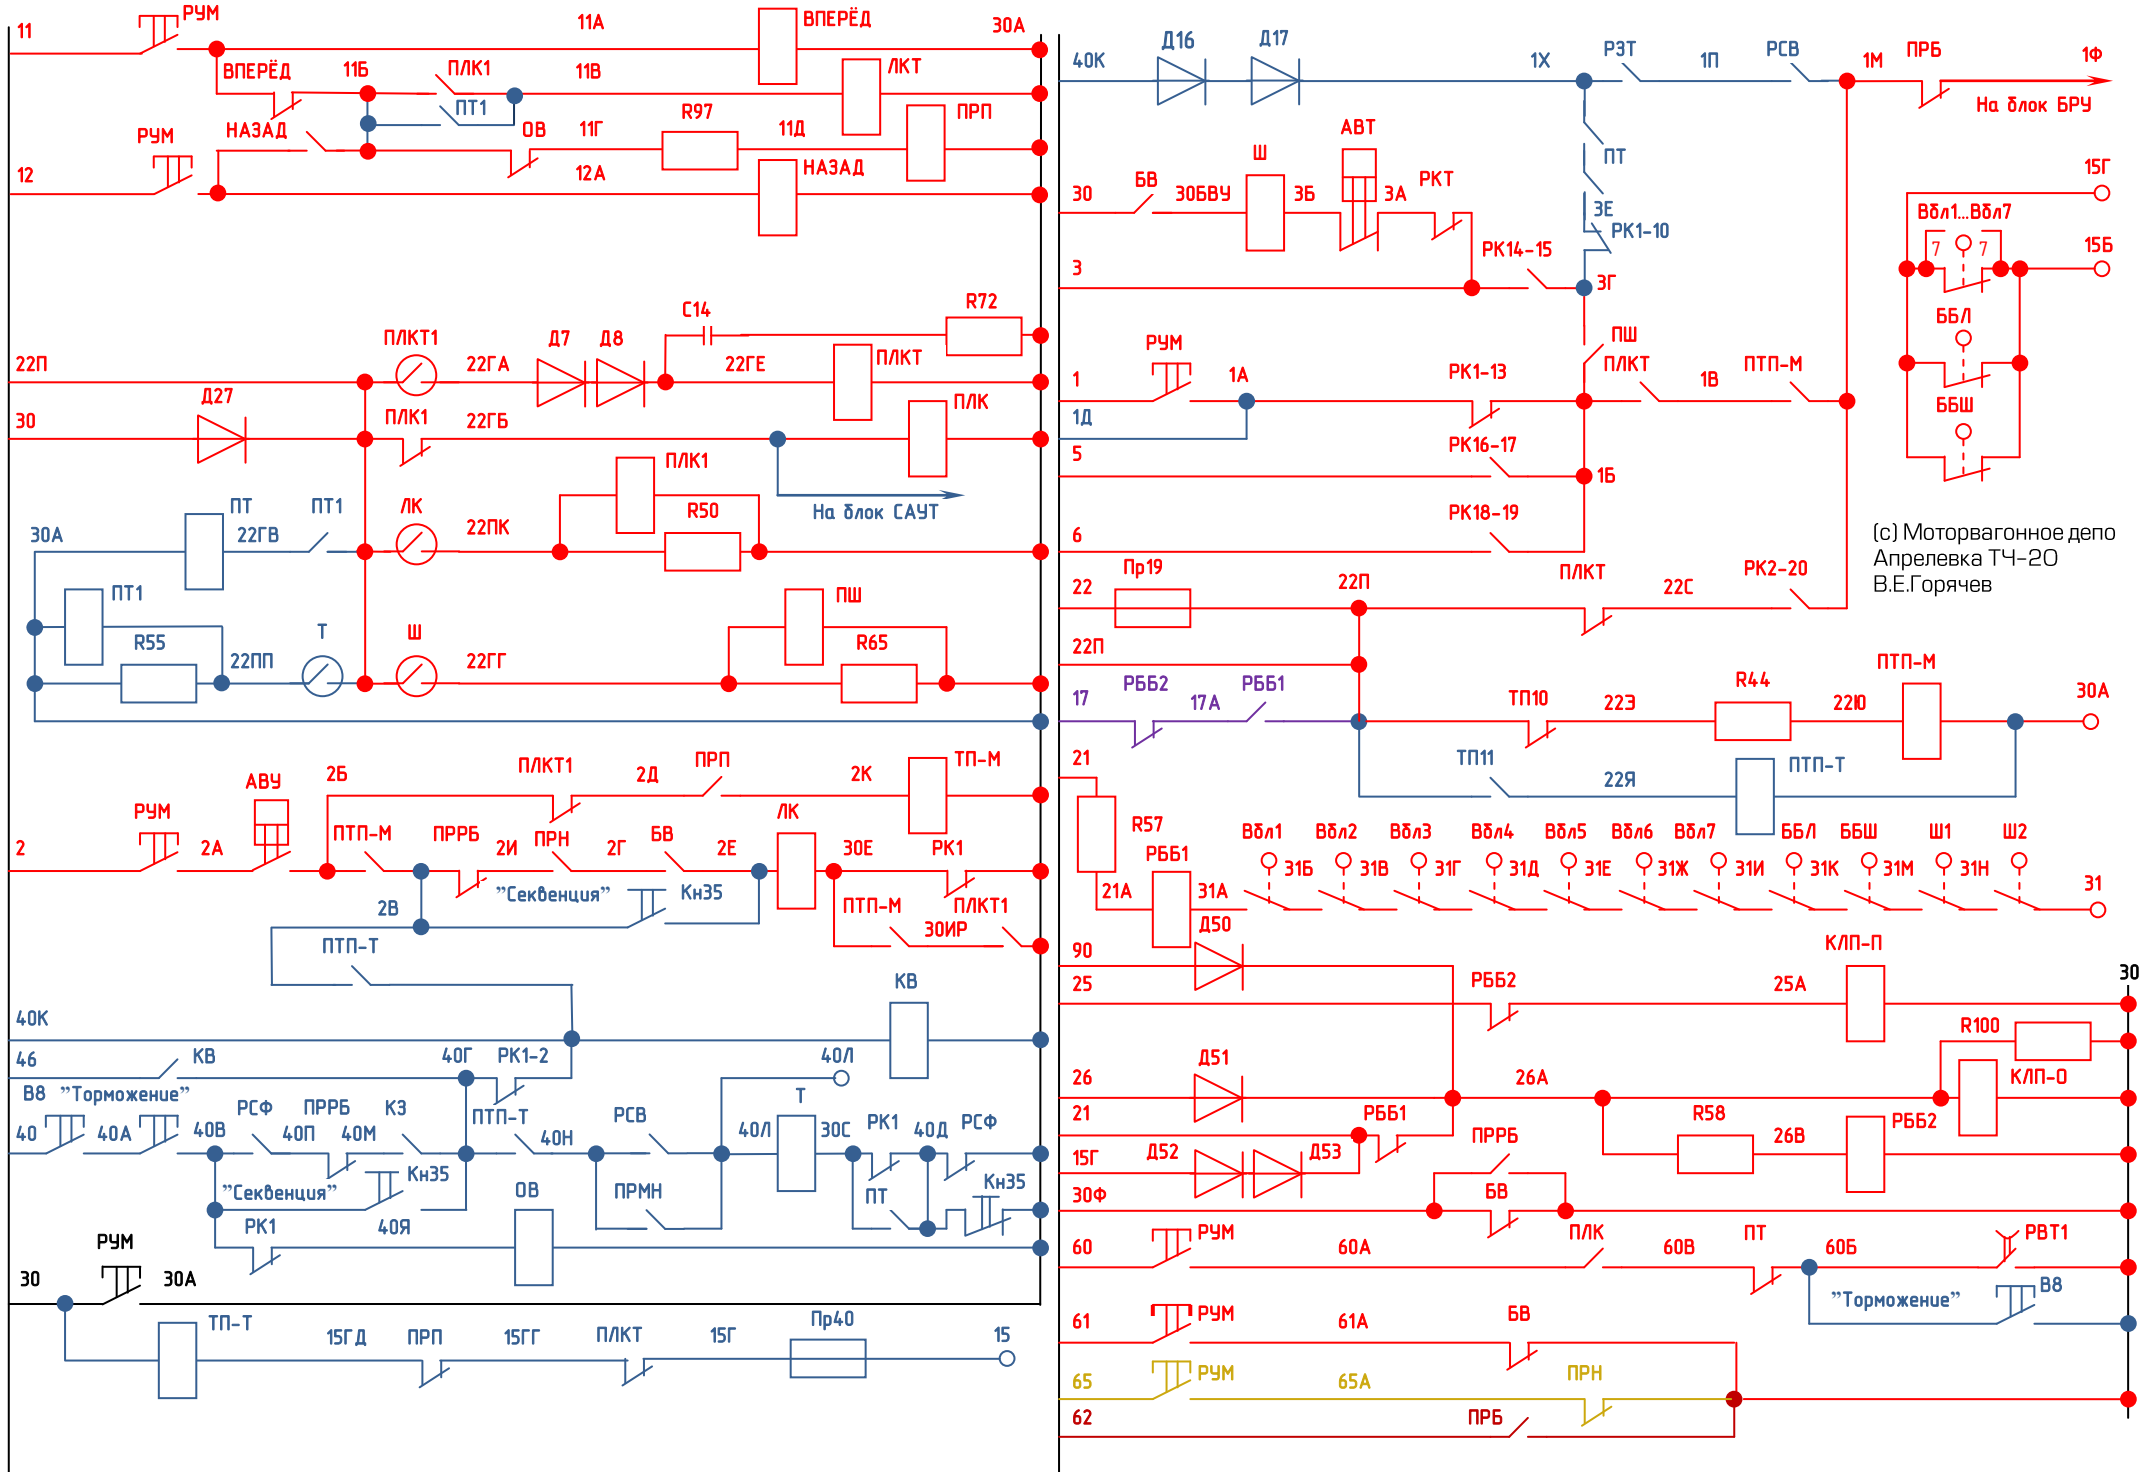 11 РУМ 11А ВПЕРЁД 30А
ВПЕРЁД 11Б ПЛК1 11В ЛКТ
ПТ1 R97 ПРП
РУМ НАЗАД ОВ 11Г 11Д
12 12А НАЗАД
С14 R72
22П ПЛКТ1 22ГА Д7 Д8 22ГЕ ПЛКТ
30 Д27 ПЛК1 22ГБ ПЛК
ПЛК1
На блок САУТ
30А ПТ 22ГВ ПТ1 ЛК 22ПК R50
ПТ1 ПШ
R55 22ПП Т Ш 22ГГ R65
2Б ПЛКТ1 2Д ПРП 2К ТП-М
2 РУМ 2А АВУ ПТП-М ПРРБ 2И ПРН 2Г БВ 2Е ЛК 30Е РК1
"Секвенция" Кн35
2В ПТП-М 30ИР ПЛКТ1
ПТП-Т
40К КВ
46 КВ 40Г РК1-2 40Л
В8 "Торможение" Т
40 40А 40В РСФ 40П ПРРБ 40М КЗ ПТП-Т 40Н РСВ 40Л 30С РК1 40Д РСФ
"Секвенция" Кн35 ПРМН ПТ Кн35
РК1 40Я ОВ
30 РУМ 30А
ТП-Т 15ГД ПРП 15ГГ ПЛКТ 15Г Пр40 15
40К Д16 Д17 1Х РЗТ 1П РСВ 1М ПРБ 1Ф
На блок БРУ
ПТ
30 БВ 30БВУ Ш 3Б АВТ 3А РКТ
3Е РК1-10
3 РК14-15 3Г
15Г
Вбл1...Вбл7
7 7 15Б
ББЛ
ББШ
1 РУМ 1А РК1-13 ПШ ПЛКТ 1В ПТП-М
1Д
5 РК16-17 1Б
6 РК18-19
(с) Моторвагонное депо
Апрелевка ТЧ-20
В.Е.Горячев
22 Пр19 22П ПЛКТ 22С РК2-20
22П
17 РББ2 17А РББ1 ТП10 22Э R44 22Ю ПТП-М 30А
ТП11 22Я ПТП-Т
21 R57
21А РББ1 31А Вбл1 31Б Вбл2 31В Вбл3 31Г Вбл4 31Д Вбл5 31Е Вбл6 31Ж Вбл7 31И ББЛ 31К ББШ 31М Ш1 31Н Ш2 31
90 Д50
25 РББ2 25А КЛП-П 30
R100
26 Д51 26А КЛП-О
21 РББ1 R58 26В РББ2
15Г Д52 Д53 ПРРБ
30Ф БВ
60 РУМ 60А ПЛК 60В ПТ 60Б РВТ1
"Торможение" В8
61 РУМ 61А БВ
65 РУМ 65А ПРН
62 ПРБ